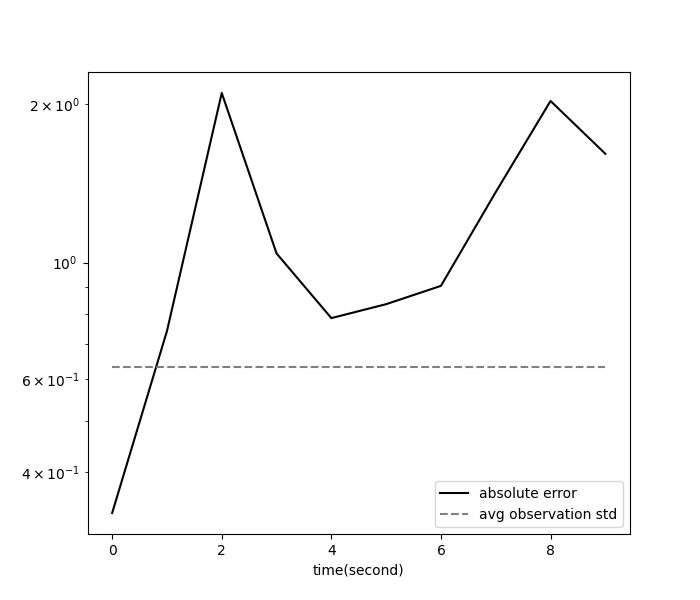 2 × 10⁰
10⁰
6 × 10⁻¹
4 × 10⁻¹
absolute error
avg observation std
0 2 4 6 8
time(second)